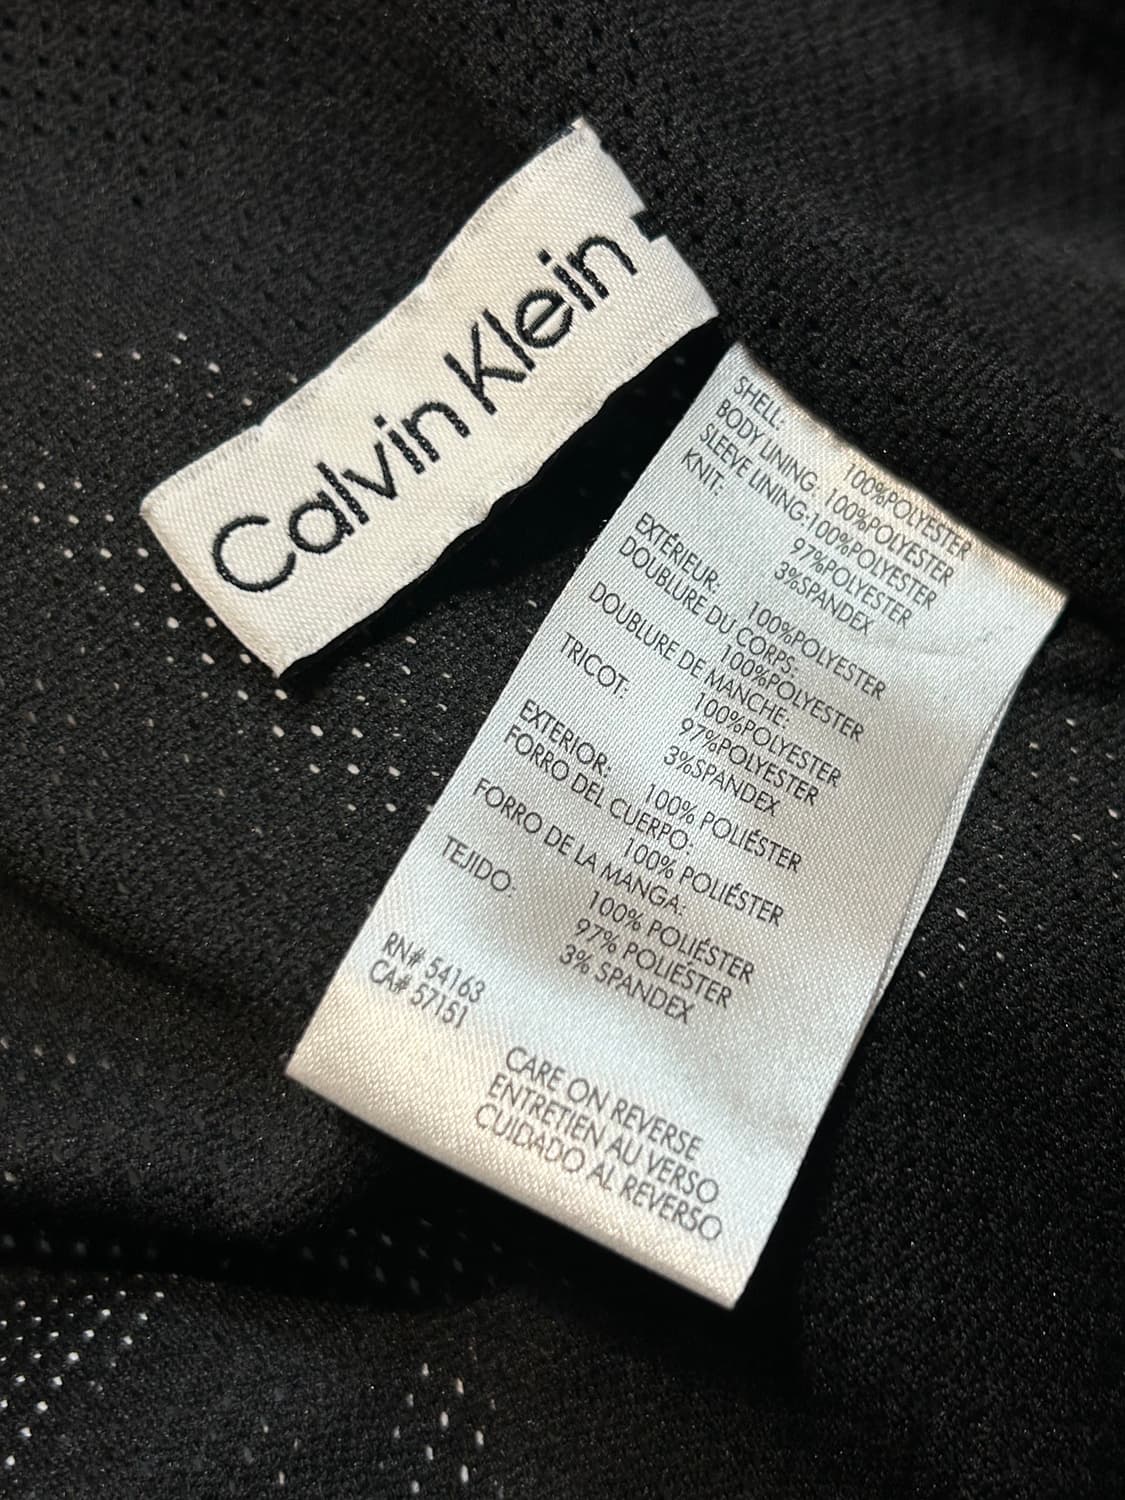 Calvin Klein
SHELL: 100%POLYESTER
BODY LINING: 100%POLYESTER
SLEEVE LINING:100%POLYESTER
KNIT: 97%POLYESTER
3%SPANDEX
EXTÉRIEUR: 100%POLYESTER
DOUBLURE DU CORPS:
100%POLYESTER
DOUBLURE DE MANCHE:
100%POLYESTER
TRICOT: 97%POLYESTER
3%SPANDEX
EXTERIOR: 100% POLIÉSTER
FORRO DEL CUERPO:
100% POLIÉSTER
FORRO DE LA MANGA:
100% POLIÉSTER
TEJIDO: 97% POLIÉSTER
3% SPANDEX
RN# 54163
CA# 57151
CARE ON REVERSE
ENTRETIEN AU VERSO
CUIDADO AL REVERSO